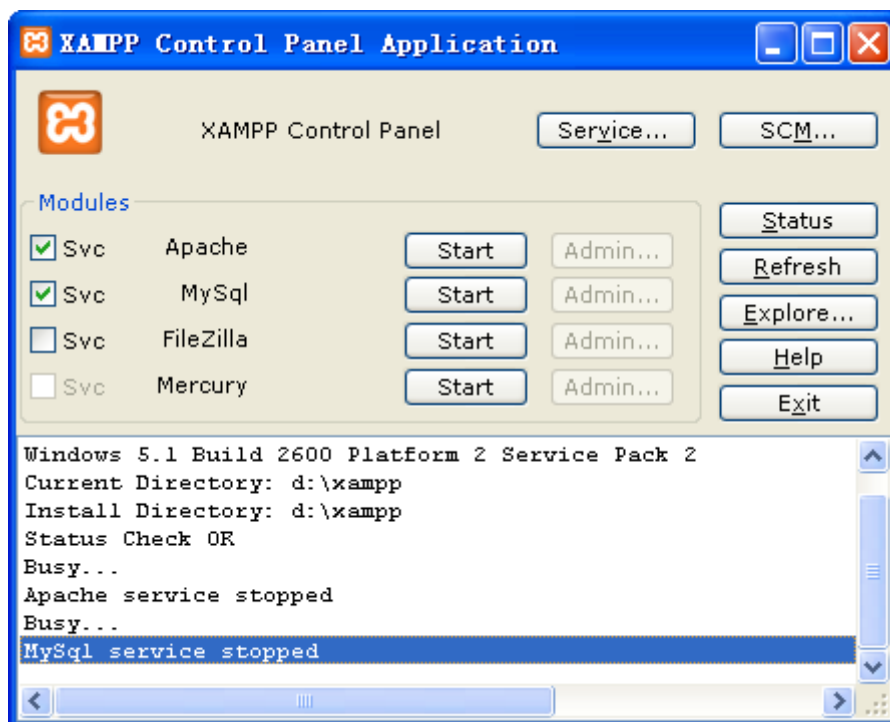 XAMPP Control Panel Application
XAMPP Control Panel Service... SCM...
Modules
Status
Svc Apache Start Admin...
Refresh
Svc MySql Start Admin...
Explore...
Svc FileZilla Start Admin...
Help
Svc Mercury Start Admin...
Exit
Windows 5.1 Build 2600 Platform 2 Service Pack 2
Current Directory: d:\xampp
Install Directory: d:\xampp
Status Check OK
Busy...
Apache service stopped
Busy...
MySql service stopped